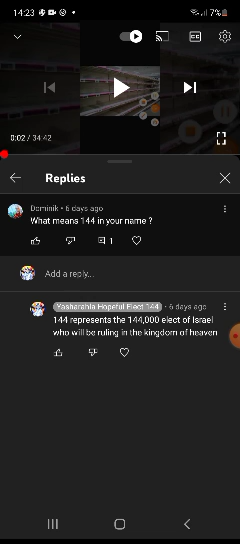 14:23
7%
0:02 / 34:42
Replies
Dominik • 6 days ago
What means 144 in your name ?
1
Add a reply...
Yasharahla Hopeful Elect 144 • 6 days ago
144 represents the 144,000 elect of Israel
who will be ruling in the kingdom of heaven